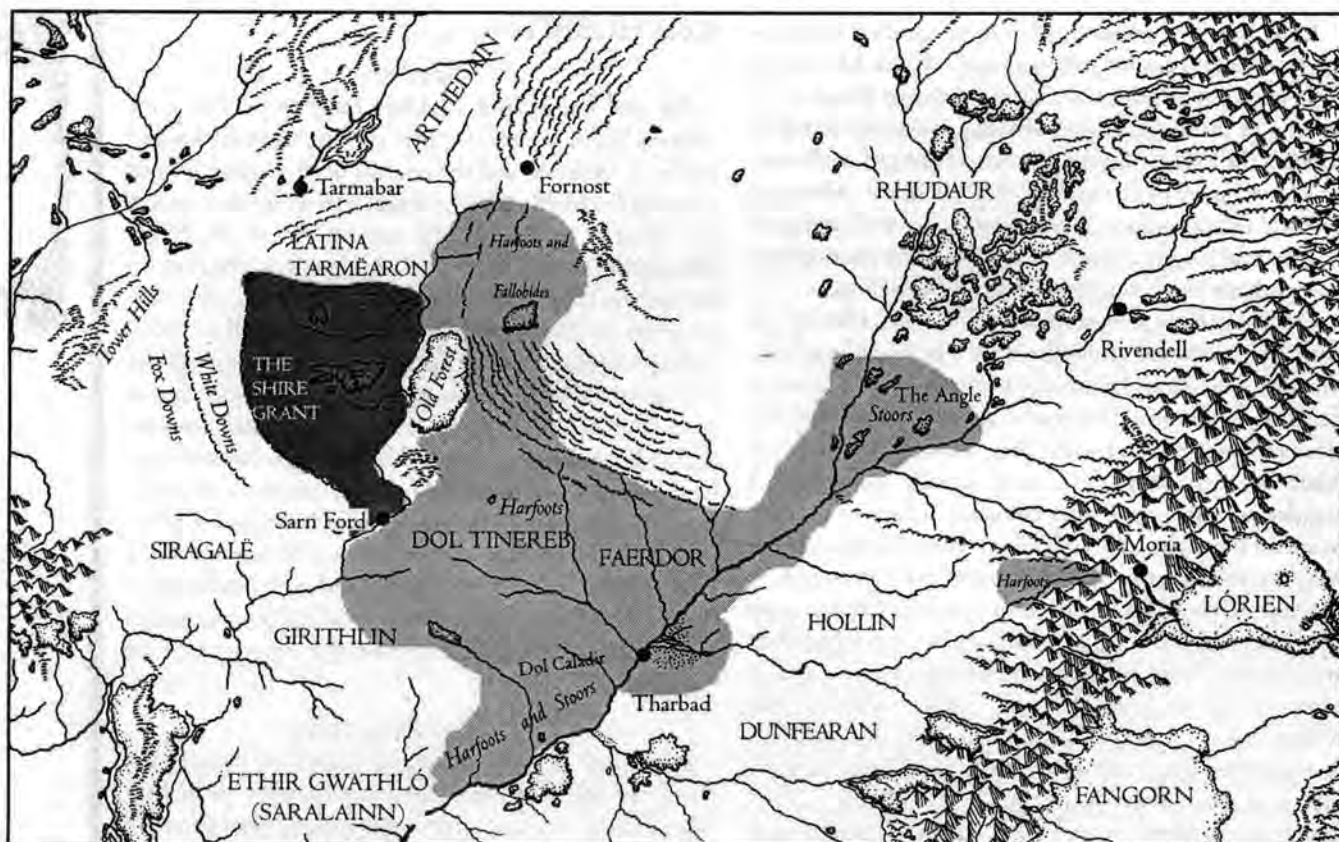 ARTHEDAIN
Tarmabar
Fornost
RHUDAUR
LATINA
TARMËARON
Harfoots and
Fallohides
Tower Hills
White Downs
Fox Downs
THE
SHIRE
GRANT
Old Forest
Rivendell
The Angle
Stoors
Sarn Ford
Harfoots
SIRAGALË
DOL TINEREB
FAERDOR
Moria
Harfoots
LÓRIEN
GIRITHLIN
HOLLIN
Dol Caladir
Harfoots and Stoors
Tharbad
DUNFEARAN
ETHIR GWATHLÓ
(SARALAINN)
FANGORN